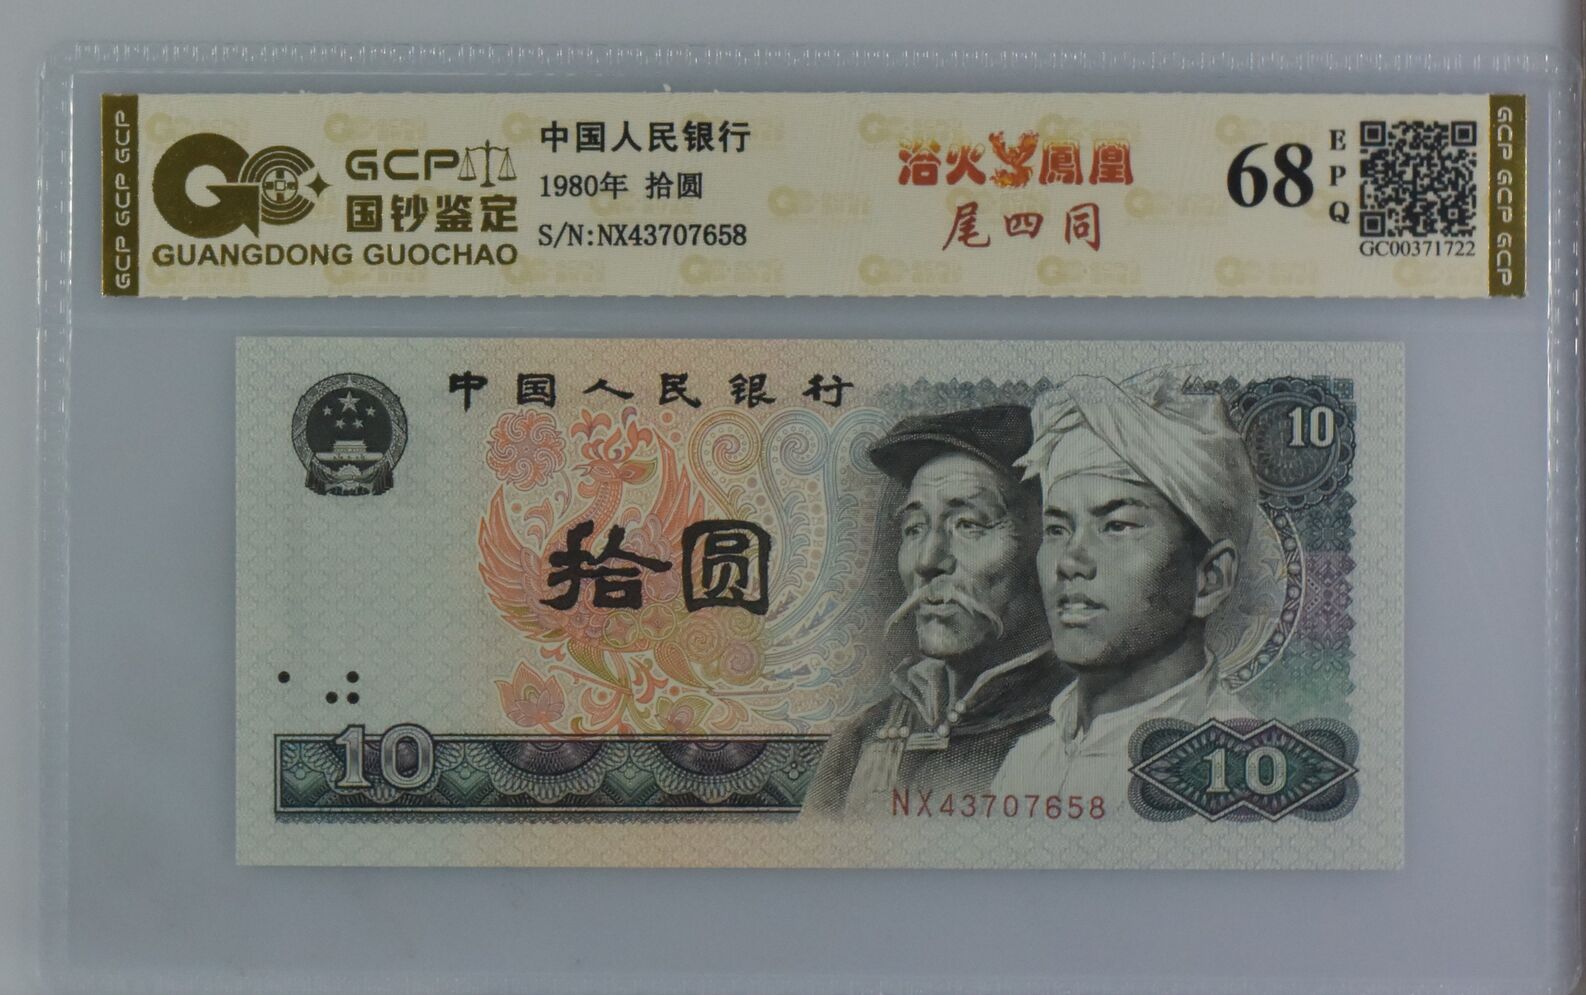 GCP GCP GCP
GCP
国钞鉴定
GUANGDONG GUOCHAO
中国人民银行
1980年 拾圆
S/N:NX43707658
浴火鳳凰
尾四同
68
EPQ
GC00371722
GCP GCP GCP
中国人民银行
10
拾圆
10
NX43707658
10